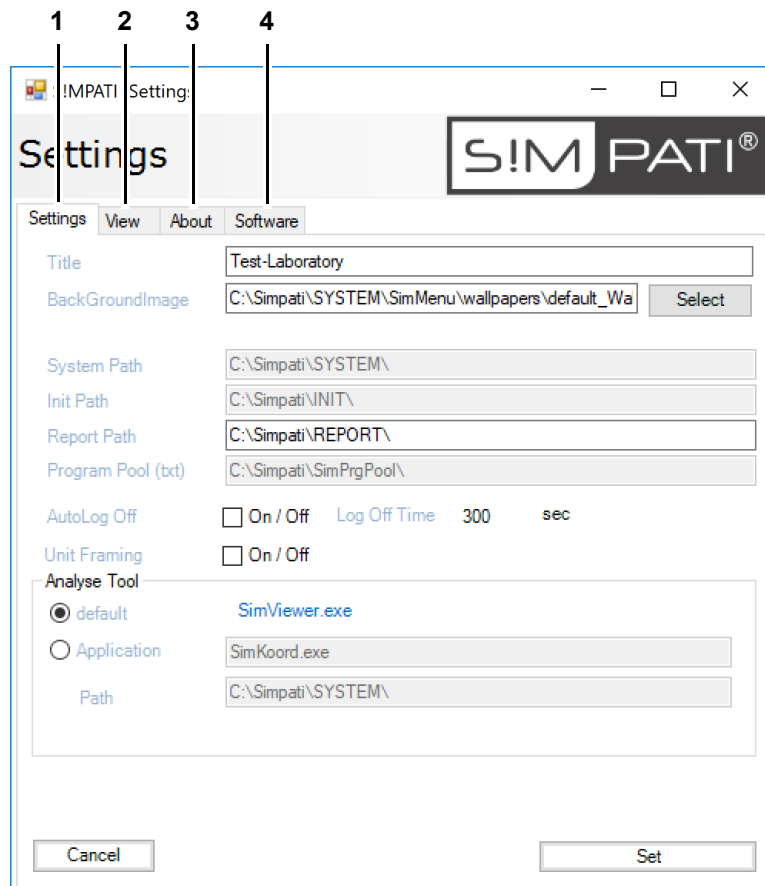 1 2 3 4
S!MPATI Settings
Settings
S!MPATI®
Settings View About Software
Title Test-Laboratory
BackGroundImage C:\Simpati\SYSTEM\SimMenu\wallpapers\default_Wal Select
System Path C:\Simpati\SYSTEM\
Init Path C:\Simpati\INIT\
Report Path C:\Simpati\REPORT\
Program Pool (txt) C:\Simpati\SimPrgPool\
AutoLog Off On / Off Log Off Time 300 sec
Unit Framing On / Off
Analyse Tool
default SimViewer.exe
Application SimKoord.exe
Path C:\Simpati\SYSTEM\
Cancel Set